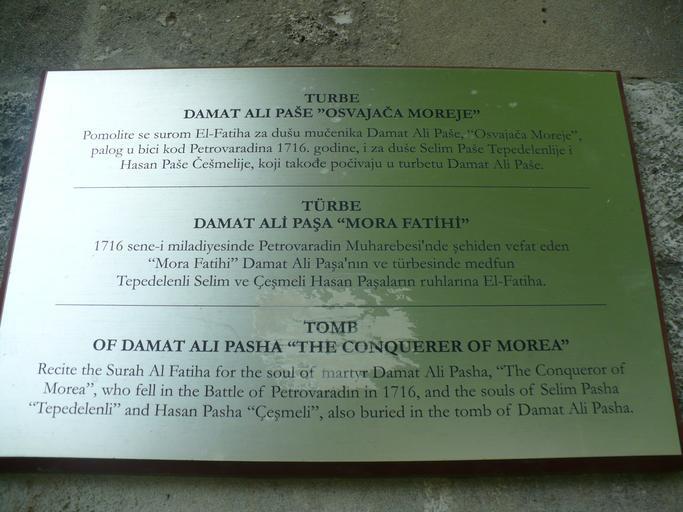 TURBE
DAMAT ALI PAŠE ”OSVAJAČA MOREJE”
Pomolite se surom El-Fatiha za dušu mučenika Damat Ali Paše, “Osvajača Moreje”,
palog u bici kod Petrovaradina 1716. godine, i za duše Selim Paše Tepedelenlije i
Hasan Paše Češmelije, koji takođe počivaju u turbetu Damat Ali Paše.
TÜRBE
DAMAT ALİ PAŞA “MORA FATİHİ”
1716 sene-i miladiyesinde Petrovaradin Muharebesi'nde şehiden vefat eden
“Mora Fatihi” Damat Ali Paşa'nın ve türbesinde medfun
Tepedelenli Selim ve Çeşmeli Hasan Paşaların ruhlarına El-Fatiha.
TOMB
OF DAMAT ALI PASHA “THE CONQUERER OF MOREA”
Recite the Surah Al Fatiha for the soul of martyr Damat Ali Pasha, “The Conqueror of
Morea”, who fell in the Battle of Petrovaradin in 1716, and the souls of Selim Pasha
“Tepedelenli” and Hasan Pasha “Çeşmeli”, also buried in the tomb of Damat Ali Pasha.